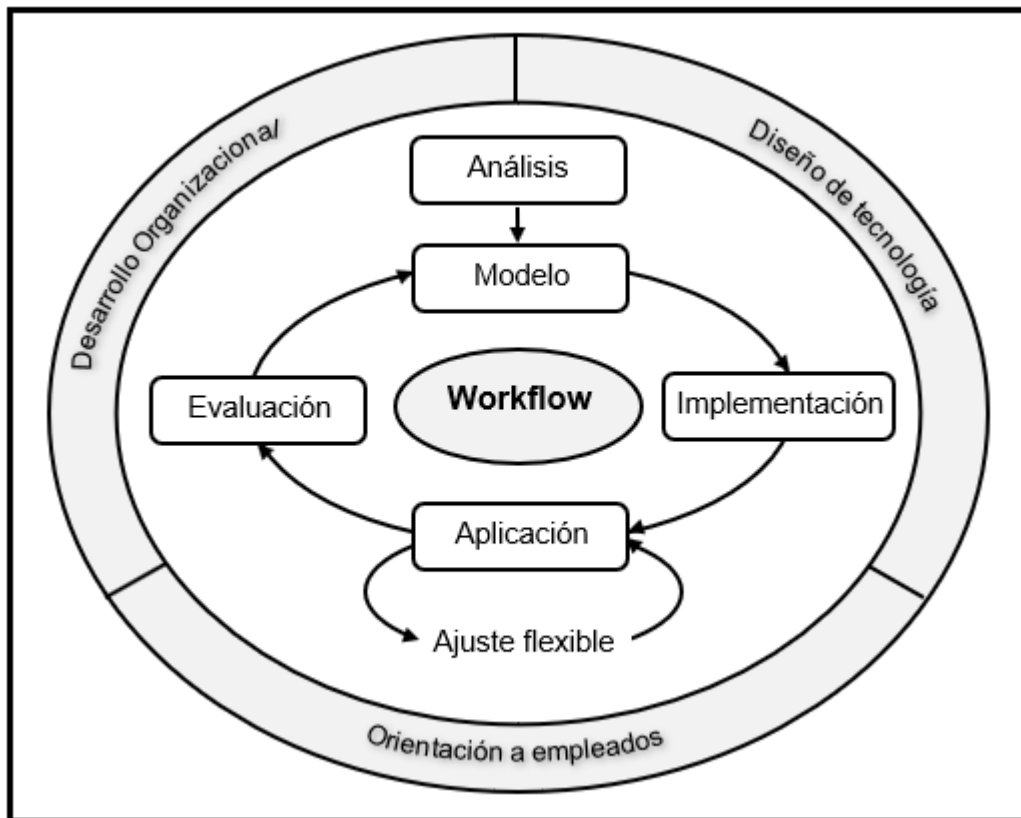 Desarrollo Organizacional
Diseño de tecnología
Análisis
Modelo
Evaluación
Workflow
Implementación
Aplicación
Ajuste flexible
Orientación a empleados